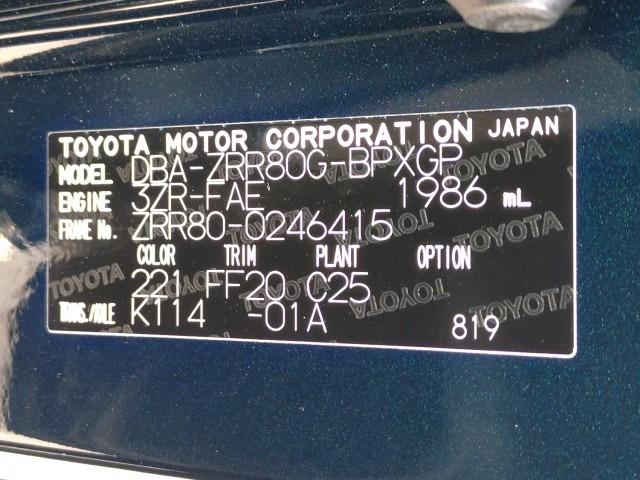 TOYOTA MOTOR CORPORATION JAPAN
MODEL DBA-ZRR80G-BPXGP
ENGINE 3ZR-FAE 1986 mL
FRAME No. ZRR80-0246415
COLOR TRIM PLANT OPTION
221 FF20 C25
TRANS./AXLE K114 -01A
819